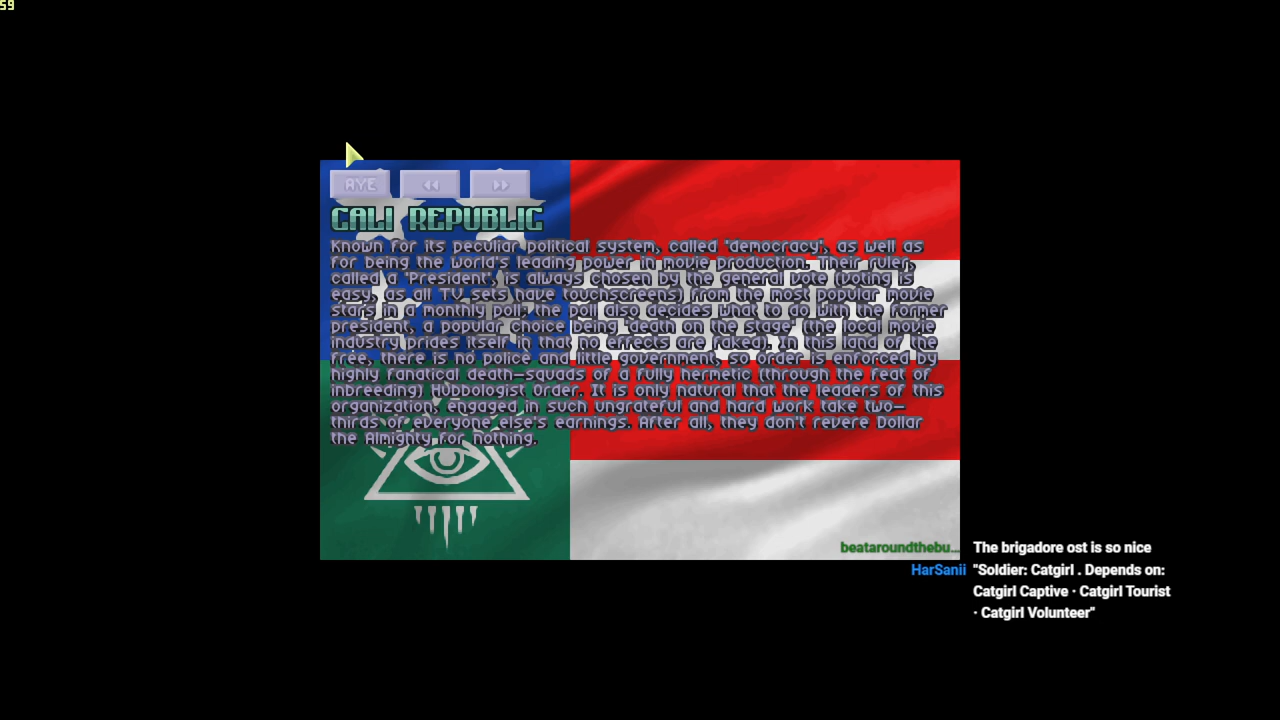 59
AYE
CALI REPUBLIC
Known for its peculiar political system, called 'democracy', as well as
for being the world's leading power in movie production. Their ruler,
called a 'President', is always chosen by the general vote (voting is
easy, as all TV sets have touchscreens) from the most popular movie
stars in a monthly poll, the poll also decides what to do with the former
president, a popular choice being 'death on the stage' (the local movie
industry prides itself in that no effects are faked). In this land of the
free, there is no police and little government, so order is enforced by
highly fanatical death-squads of a fully hermetic (through the feat of
inbreeding) Hubbologist Order. It is only natural that the leaders of this
organization, engaged in such ungrateful and hard work take two-
thirds of everyone else's earnings. After all, they don't revere Dollar
the Almighty for nothing.
beataroundthebu... The brigadore ost is so nice
HarSanii "Soldier: Catgirl . Depends on:
Catgirl Captive · Catgirl Tourist
· Catgirl Volunteer"